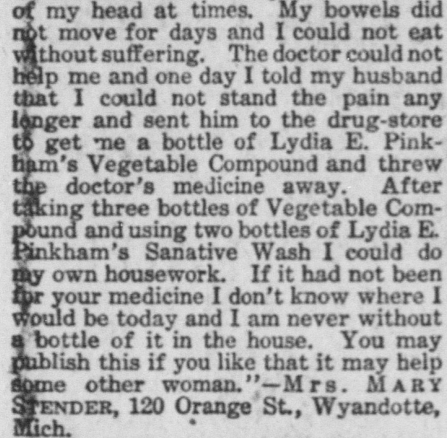 of my head at times. My bowels did
not move for days and I could not eat
without suffering. The doctor could not
help me and one day I told my husband
that I could not stand the pain any
longer and sent him to the drug-store
to get me a bottle of Lydia E. Pink-
ham's Vegetable Compound and threw
the doctor's medicine away. After
taking three bottles of Vegetable Com-
pound and using two bottles of Lydia E.
Pinkham's Sanative Wash I could do
my own housework. If it had not been
for your medicine I don't know where I
would be today and I am never without
a bottle of it in the house. You may
publish this if you like that it may help
some other woman."—MRS. MARY
STENDER, 120 Orange St., Wyandotte,
Mich.